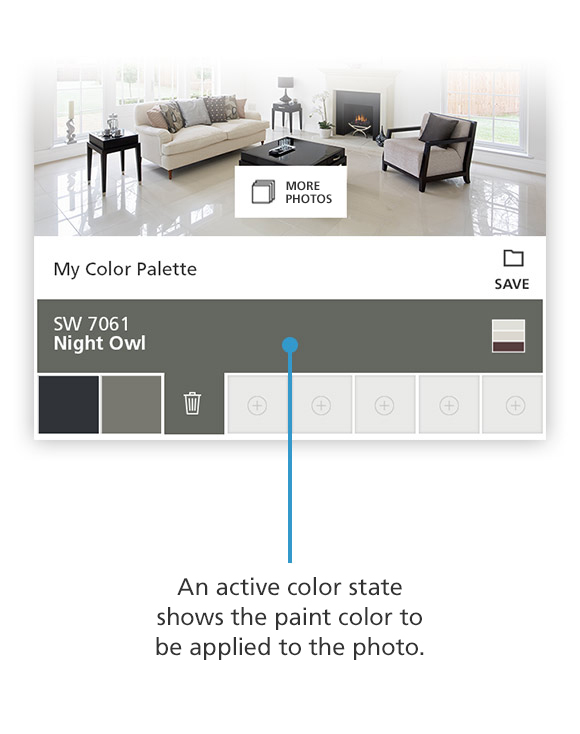 MORE
PHOTOS
My Color Palette
SAVE
SW 7061
Night Owl
An active color state
shows the paint color to
be applied to the photo.